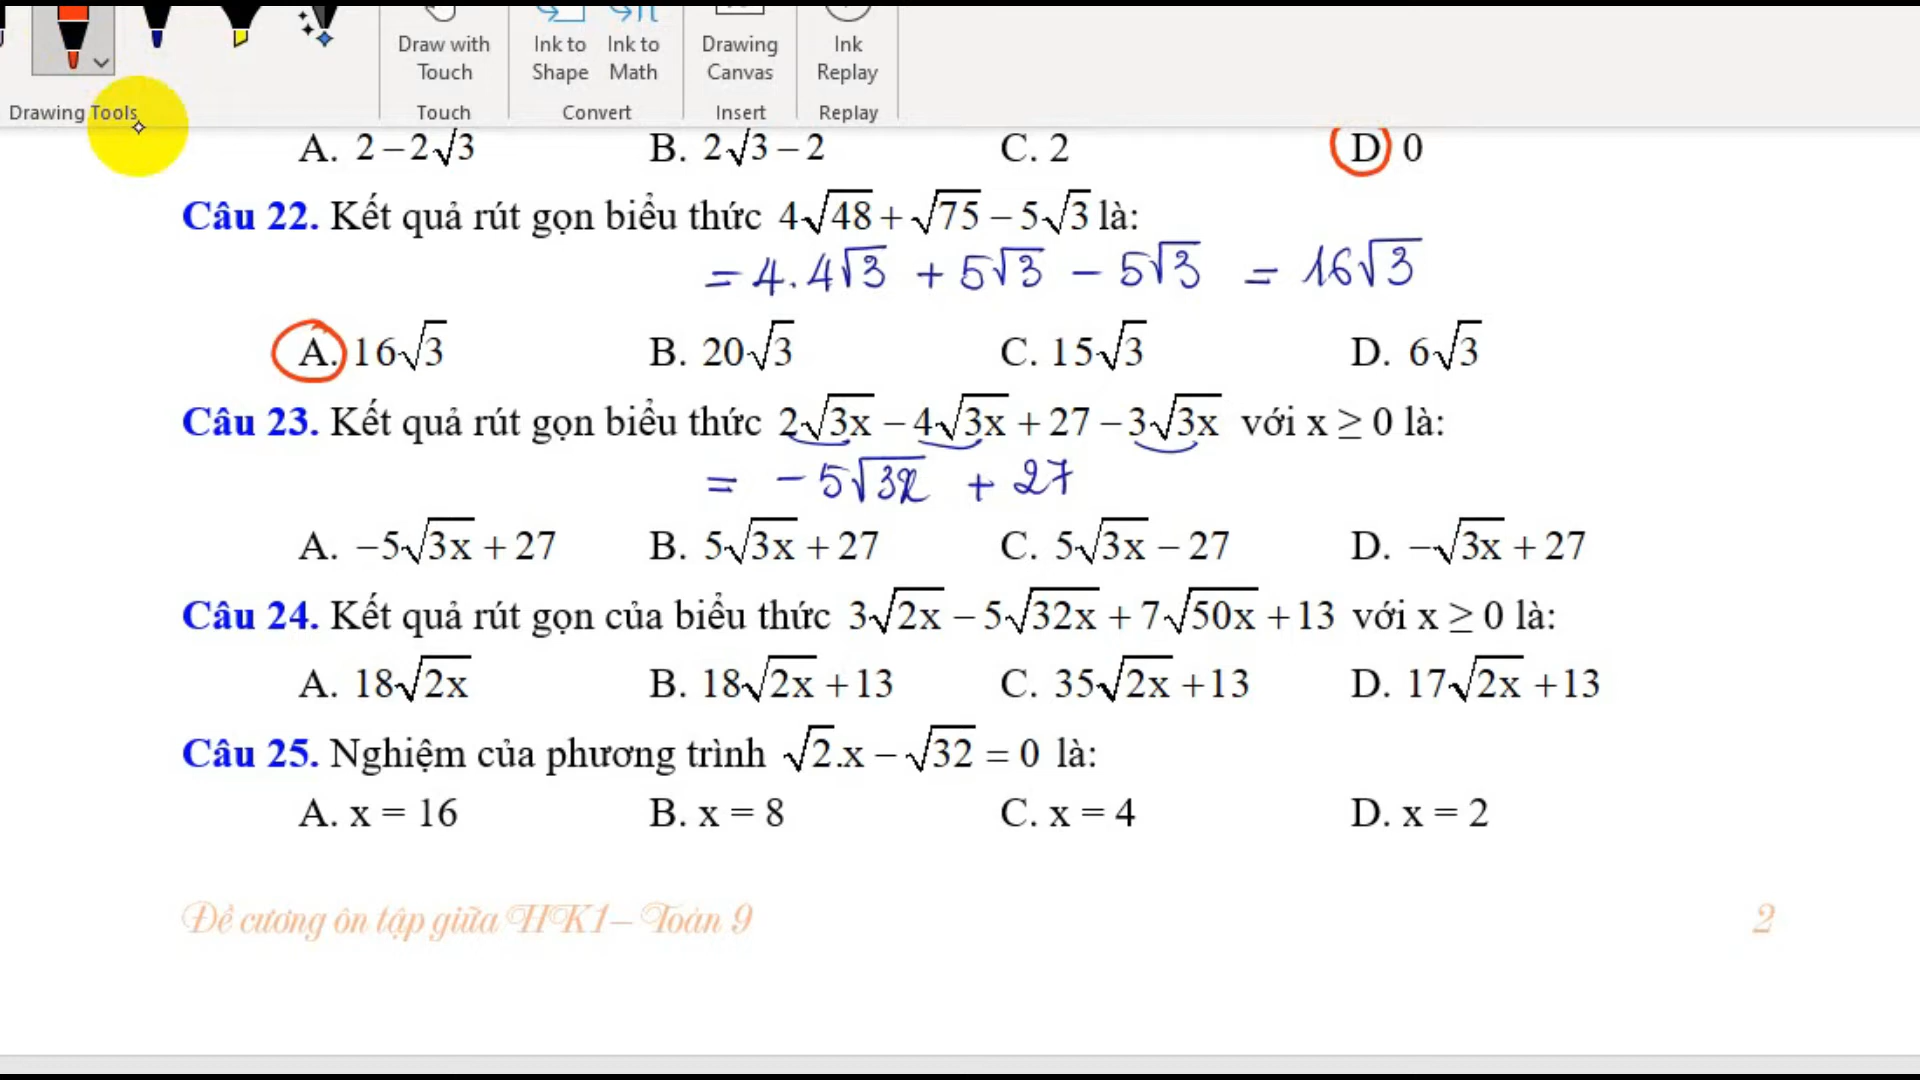 Draw with Touch
Ink to Shape
Ink to Math
Drawing Canvas
Ink Replay
Drawing Tools
Touch
Convert
Insert
Replay
A. 2 − 2√3 B. 2√3 − 2 C. 2 D 0
Câu 22. Kết quả rút gọn biểu thức 4√48 + √75 − 5√3 là:
= 4.4√3 + 5√3 − 5√3 = 16√3
A. 16√3 B. 20√3 C. 15√3 D. 6√3
Câu 23. Kết quả rút gọn biểu thức 2√3x − 4√3x + 27 − 3√3x với x ≥ 0 là:
= −5√3x + 27
A. −5√3x + 27 B. 5√3x + 27 C. 5√3x − 27 D. −√3x + 27
Câu 24. Kết quả rút gọn của biểu thức 3√2x − 5√32x + 7√50x + 13 với x ≥ 0 là:
A. 18√2x B. 18√2x + 13 C. 35√2x + 13 D. 17√2x + 13
Câu 25. Nghiệm của phương trình √2.x − √32 = 0 là:
A. x = 16 B. x = 8 C. x = 4 D. x = 2
Đề cương ôn tập giữa HK1– Toán 9 2